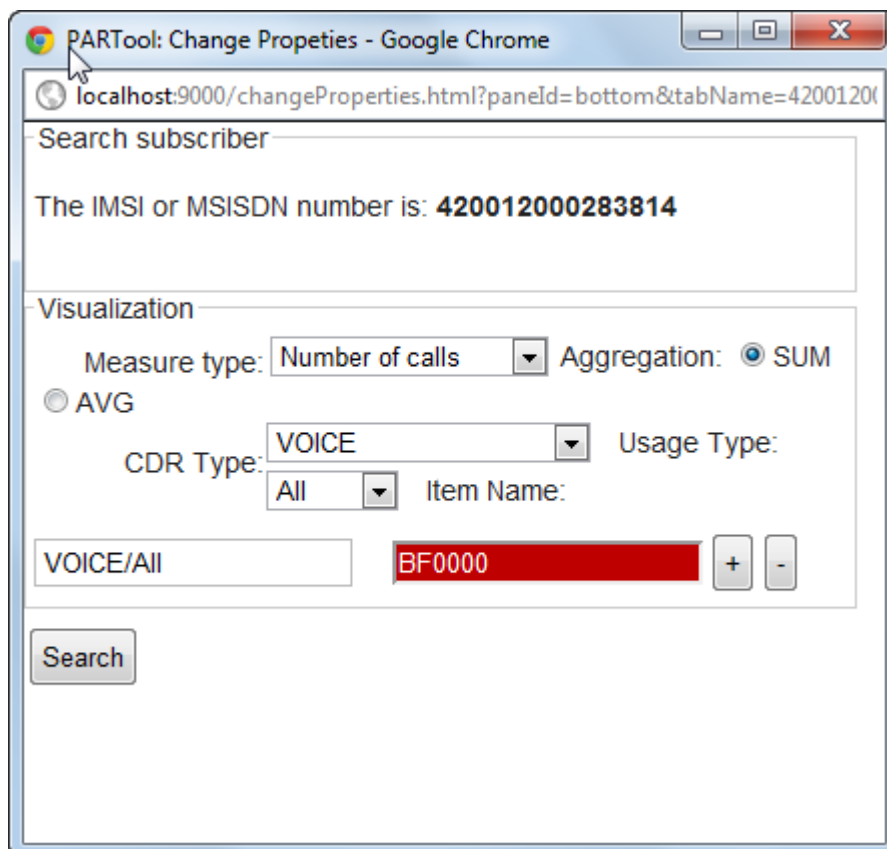 PARTool: Change Propeties - Google Chrome
localhost:9000/changeProperties.html?paneId=bottom&tabName=4200120
Search subscriber
The IMSI or MSISDN number is: 420012000283814
Visualization
Measure type: Number of calls Aggregation: SUM
AVG
CDR Type: VOICE Usage Type:
All Item Name:
VOICE/All BF0000 + -
Search